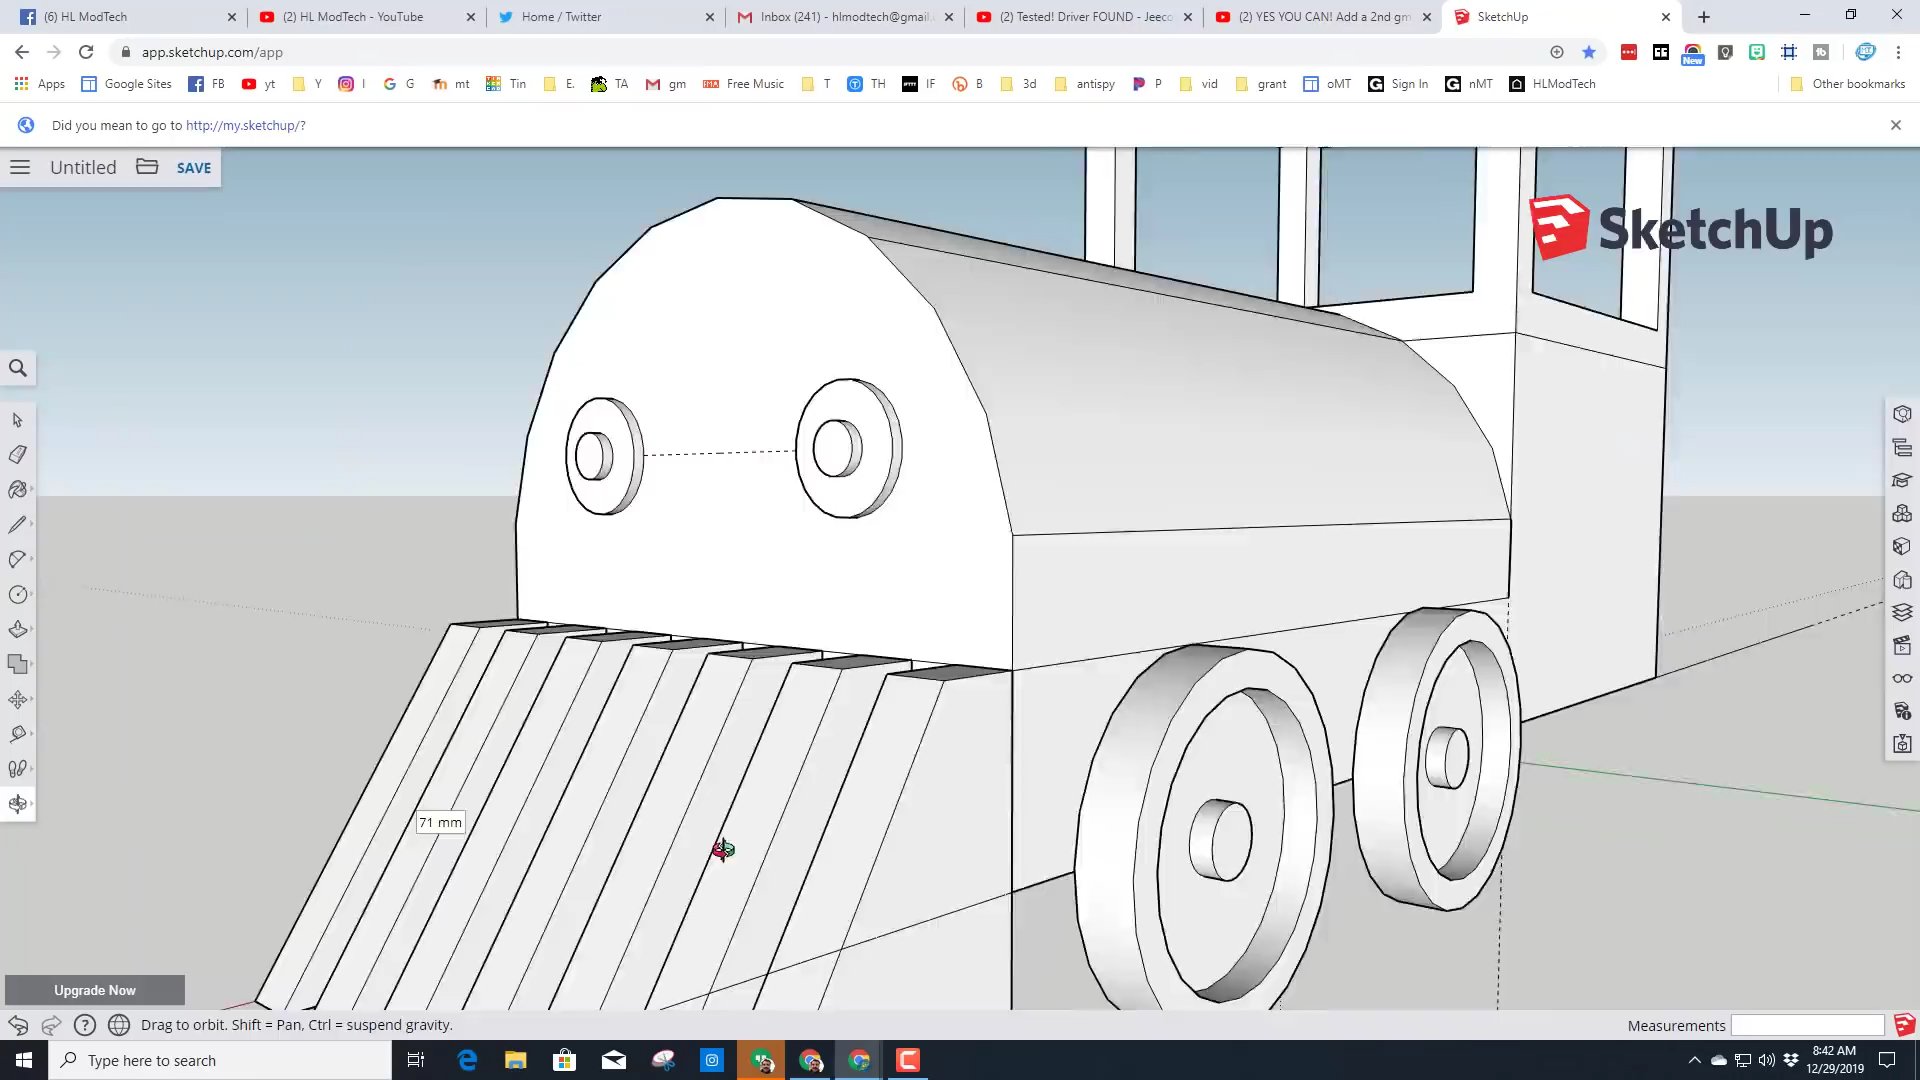 (6) HL ModTech
(2) HL ModTech - YouTube
Home / Twitter
Inbox (241) - hlmodtech@gmail.
(2) Tested! Driver FOUND - Jeeco
(2) YES YOU CAN! Add a 2nd gm
SketchUp
app.sketchup.com/app
New
Apps
Google Sites
FB
yt
Y
I
G
mt
Tin
E.
TA
gm
Free Music
T
TH
IF
B
3d
antispy
P
vid
grant
oMT
Sign In
nMT
HLModTech
Other bookmarks
Did you mean to go to http://my.sketchup/?
Untitled
SAVE
SketchUp
71 mm
Upgrade Now
Drag to orbit. Shift = Pan, Ctrl = suspend gravity.
Measurements
Type here to search
8:42 AM
12/29/2019